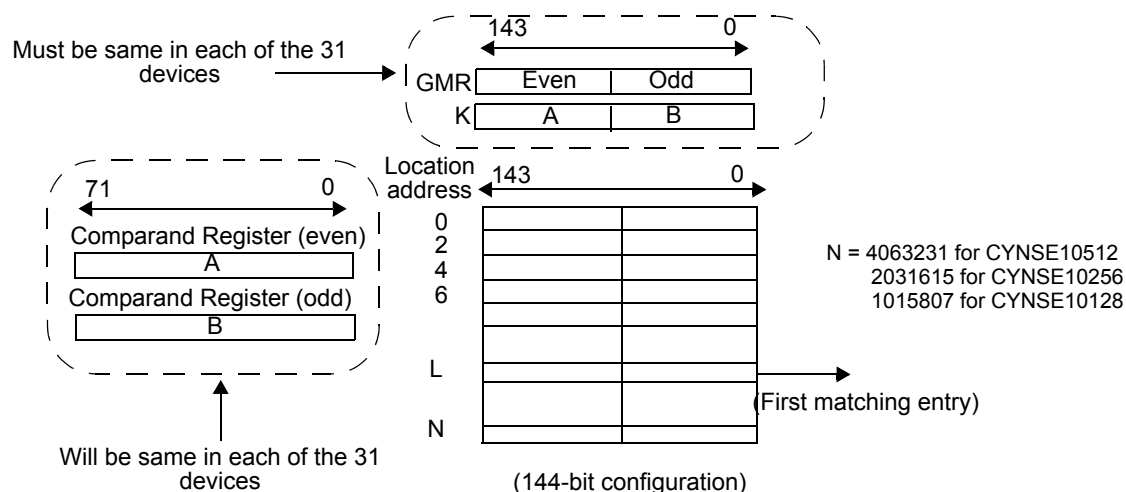 143 0
Must be same in each of the 31
devices
GMR Even Odd
K A B
Location
address 143 0
71 0
Comparand Register (even)
A
Comparand Register (odd)
B
0
2
4
6
L
N
N = 4063231 for CYNSE10512
2031615 for CYNSE10256
1015807 for CYNSE10128
(First matching entry)
Will be same in each of the 31
devices
(144-bit configuration)